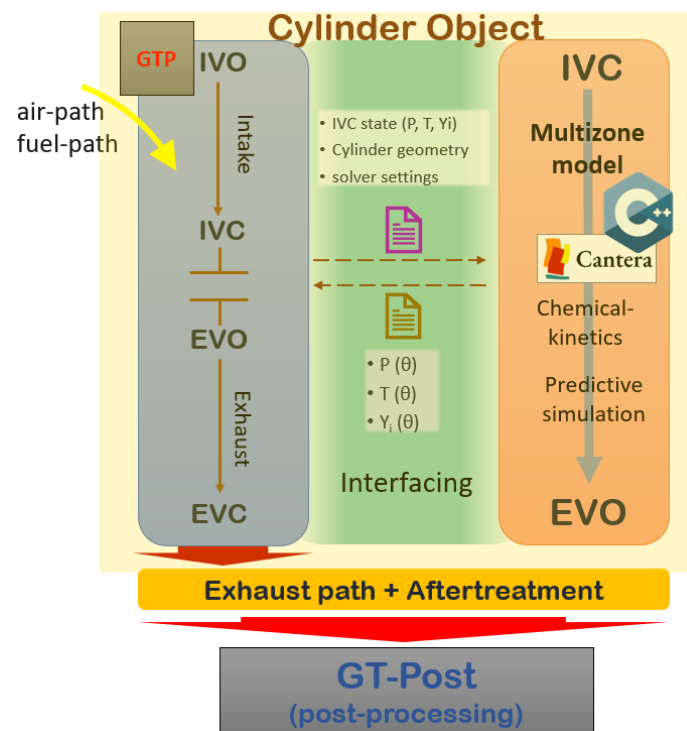 Cylinder Object
GTP
IVO
air-path
fuel-path
Intake
IVC
EVO
Exhaust
EVC
• IVC state (P, T, Yi)
• Cylinder geometry
• solver settings
• P (θ)
• T (θ)
• Yᵢ (θ)
Interfacing
IVC
Multizone
model
C++
Cantera
Chemical-
kinetics
Predictive
simulation
EVO
Exhaust path + Aftertreatment
GT-Post
(post-processing)